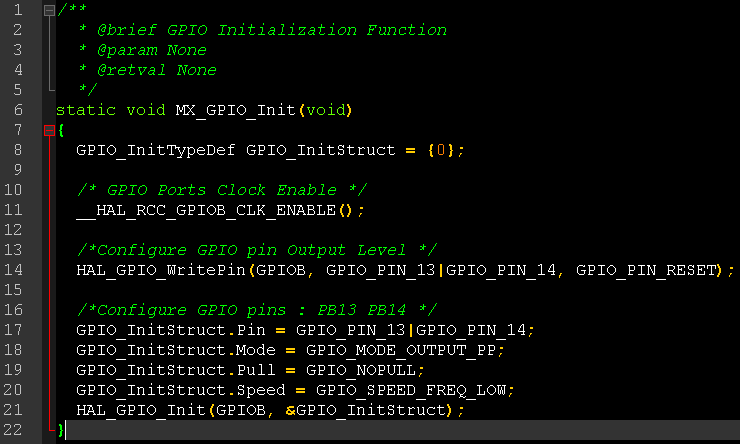 1 /**
2   * @brief GPIO Initialization Function
3   * @param None
4   * @retval None
5   */
6 static void MX_GPIO_Init(void)
7 {
8   GPIO_InitTypeDef GPIO_InitStruct = {0};
9
10   /* GPIO Ports Clock Enable */
11   __HAL_RCC_GPIOB_CLK_ENABLE();
12
13   /*Configure GPIO pin Output Level */
14   HAL_GPIO_WritePin(GPIOB, GPIO_PIN_13|GPIO_PIN_14, GPIO_PIN_RESET);
15
16   /*Configure GPIO pins : PB13 PB14 */
17   GPIO_InitStruct.Pin = GPIO_PIN_13|GPIO_PIN_14;
18   GPIO_InitStruct.Mode = GPIO_MODE_OUTPUT_PP;
19   GPIO_InitStruct.Pull = GPIO_NOPULL;
20   GPIO_InitStruct.Speed = GPIO_SPEED_FREQ_LOW;
21   HAL_GPIO_Init(GPIOB, &GPIO_InitStruct);
22 }